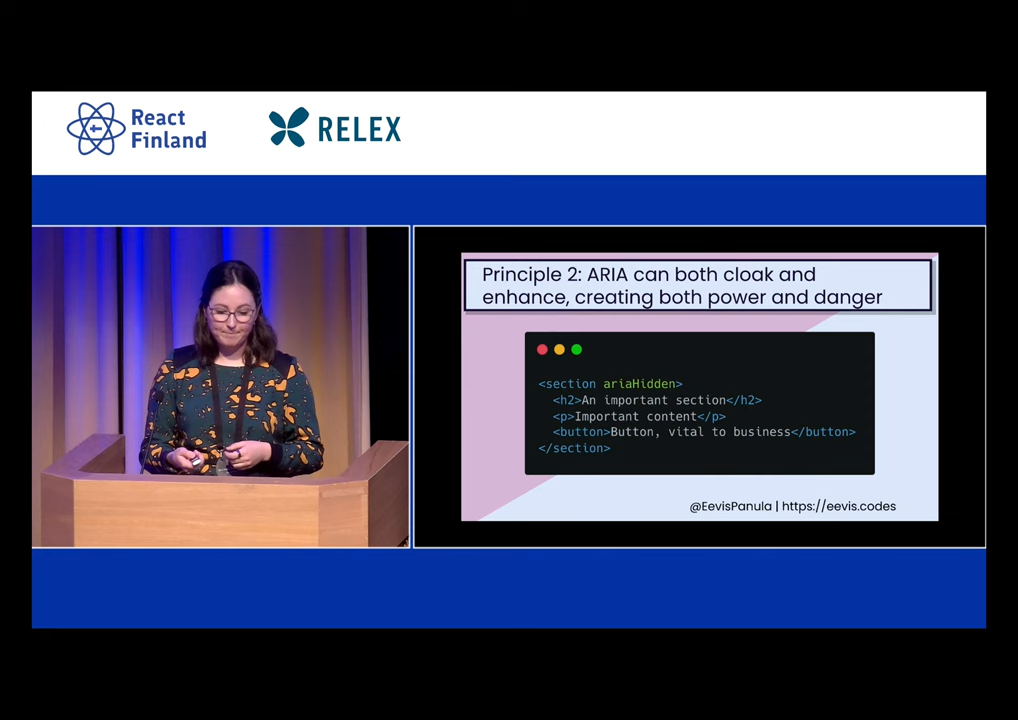 React
Finland
RELEX
Principle 2: ARIA can both cloak and
enhance, creating both power and danger
<section ariaHidden>
<h2>An important section</h2>
<p>Important content</p>
<button>Button, vital to business</button>
</section>
@EevisPanula | https://eevis.codes